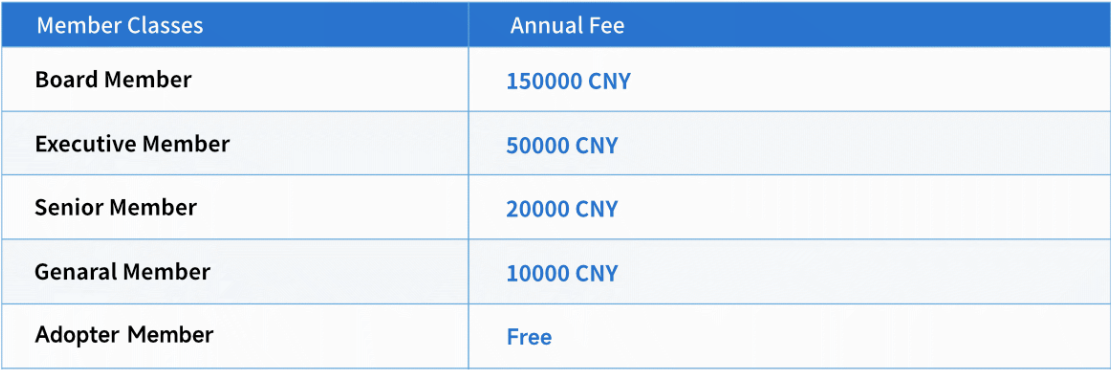 Member Classes Annual Fee
Board Member 150000 CNY
Executive Member 50000 CNY
Senior Member 20000 CNY
Genaral Member 10000 CNY
Adopter Member Free